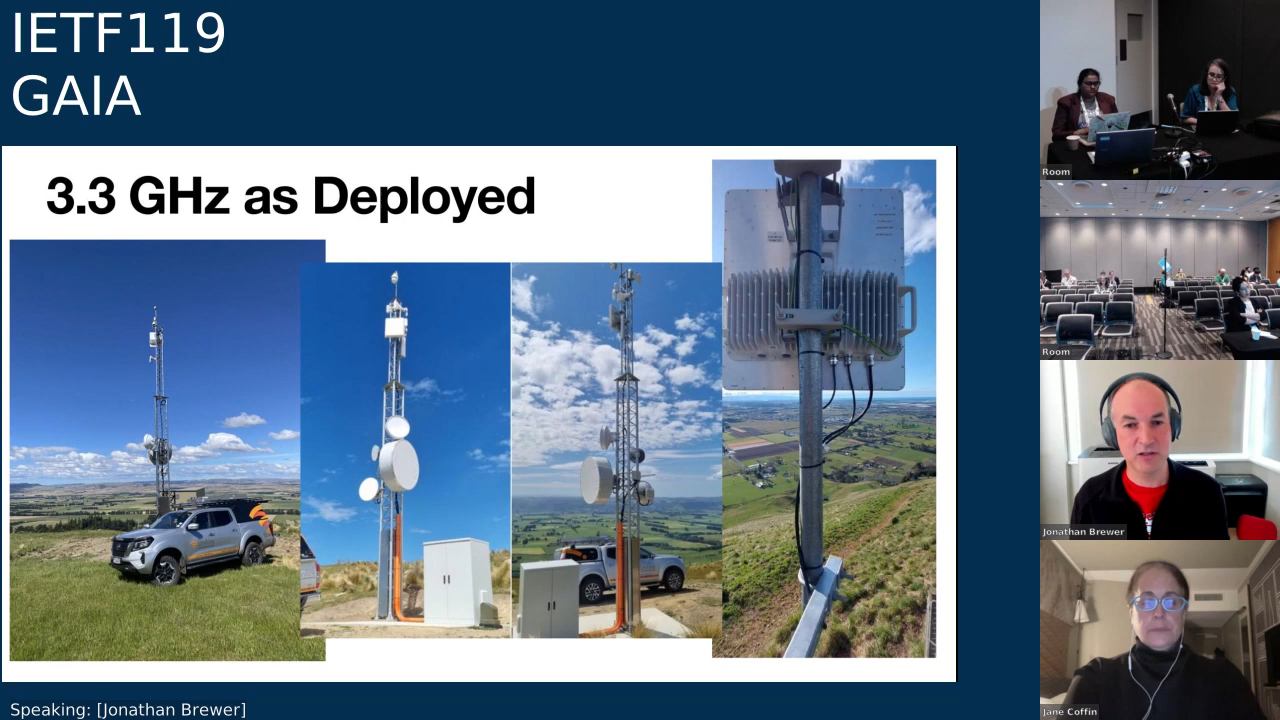 IETF119
GAIA
3.3 GHz as Deployed
Room
Room
Jonathan Brewer
Jane Coffin
Speaking: [Jonathan Brewer]